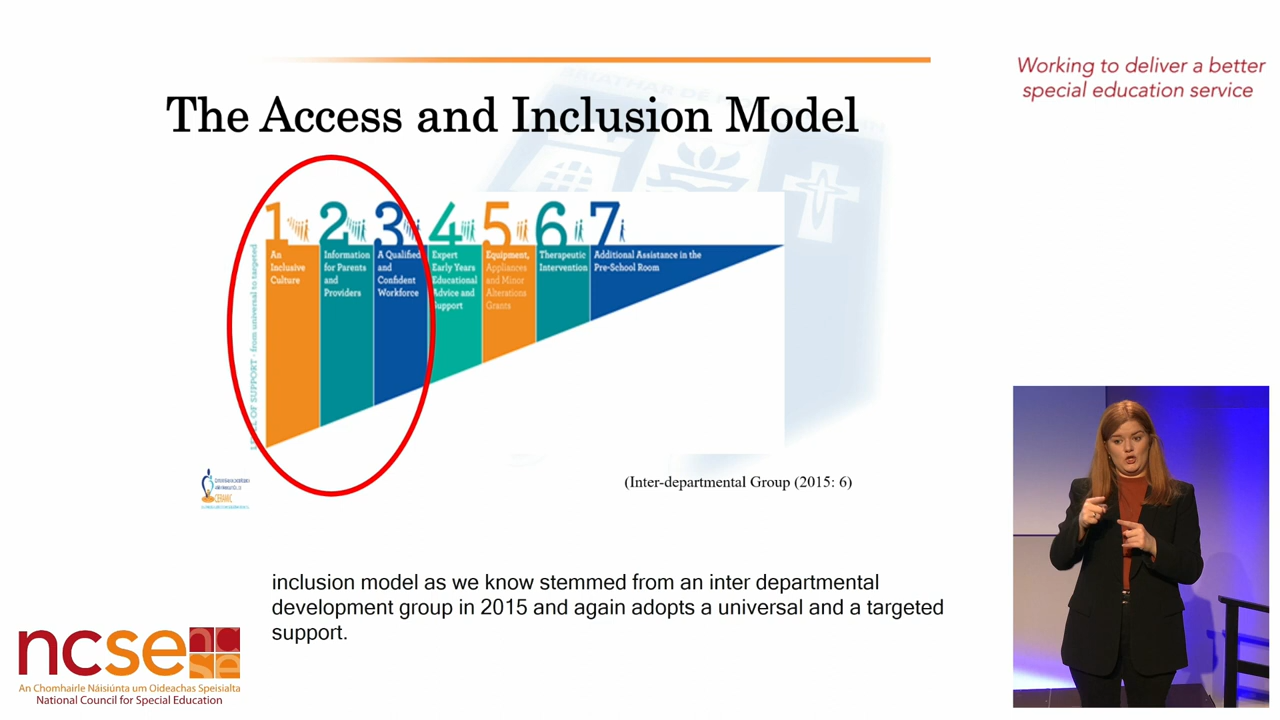 Working to deliver a better
special education service
The Access and Inclusion Model
1
2
3
4
5
6
7
An
Inclusive
Culture
Information
for Parents
and
Providers
A Qualified
and
Confident
Workforce
Expert
Early Years
Educational
Advice and
Support
Equipment,
Appliances
and Minor
Alterations
Grants
Therapeutic
Intervention
Additional Assistance in the
Pre-School Room
LEVEL OF SUPPORT - from universal to targeted
(Inter-departmental Group (2015: 6)
inclusion model as we know stemmed from an inter departmental
development group in 2015 and again adopts a universal and a targeted
support.
ncse
An Chomhairle Náisiúnta um Oideachas Speisialta
National Council for Special Education